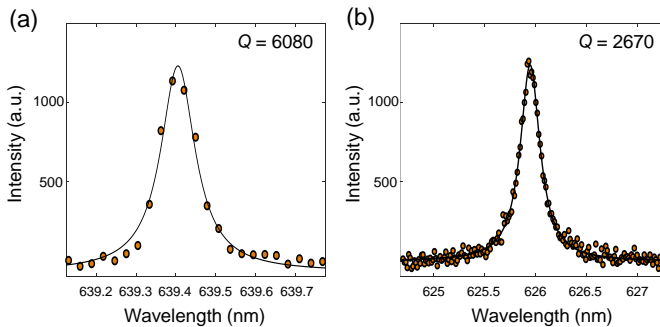 (a)
Q = 6080
Intensity (a.u.)
1000
500
639.2 639.3 639.4 639.5 639.6 639.7
Wavelength (nm)
(b)
Q = 2670
Intensity (a.u.)
1000
500
625 625.5 626 626.5 627
Wavelength (nm)